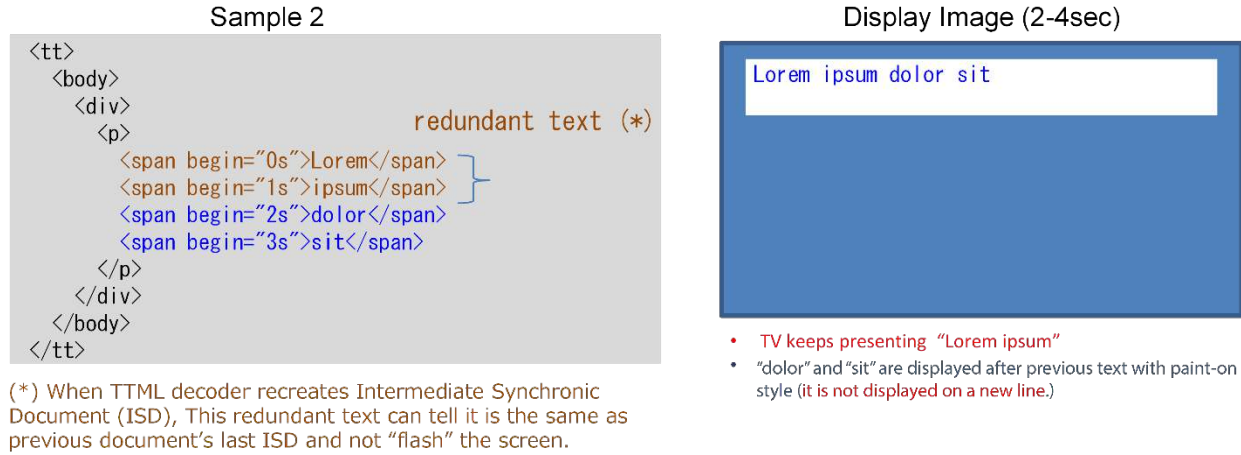 Sample 2
<tt>
<body>
<div>
<p>
redundant text (*)
<span begin="0s">Lorem</span>
<span begin="1s">ipsum</span>
<span begin="2s">dolor</span>
<span begin="3s">sit</span>
</p>
</div>
</body>
</tt>
(*) When TTML decoder recreates Intermediate Synchronic
Document (ISD), This redundant text can tell it is the same as
previous document's last ISD and not “flash” the screen.
Display Image (2-4sec)
Lorem ipsum dolor sit
• TV keeps presenting “Lorem ipsum”
• “dolor” and “sit” are displayed after previous text with paint-on
style (it is not displayed on a new line.)